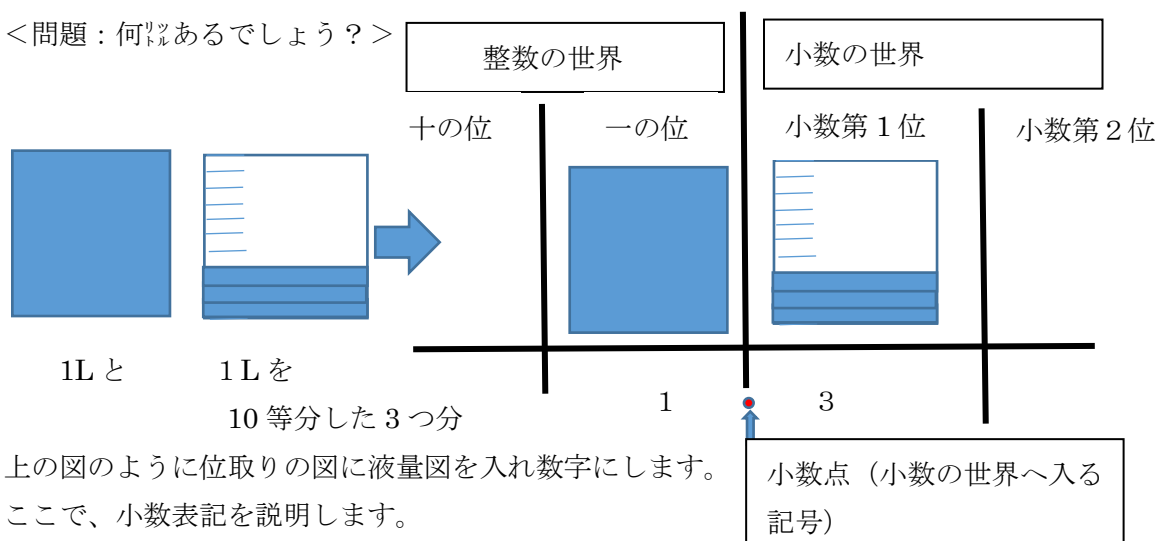 <問題:何㍑あるでしょう?>
整数の世界
小数の世界
十の位
一の位
小数第1位
小数第2位
1Lと
1Lを
10等分した3つ分
1
3
上の図のように位取りの図に液量図を入れ数字にします。
ここで、小数表記を説明します。
小数点(小数の世界へ入る
記号)